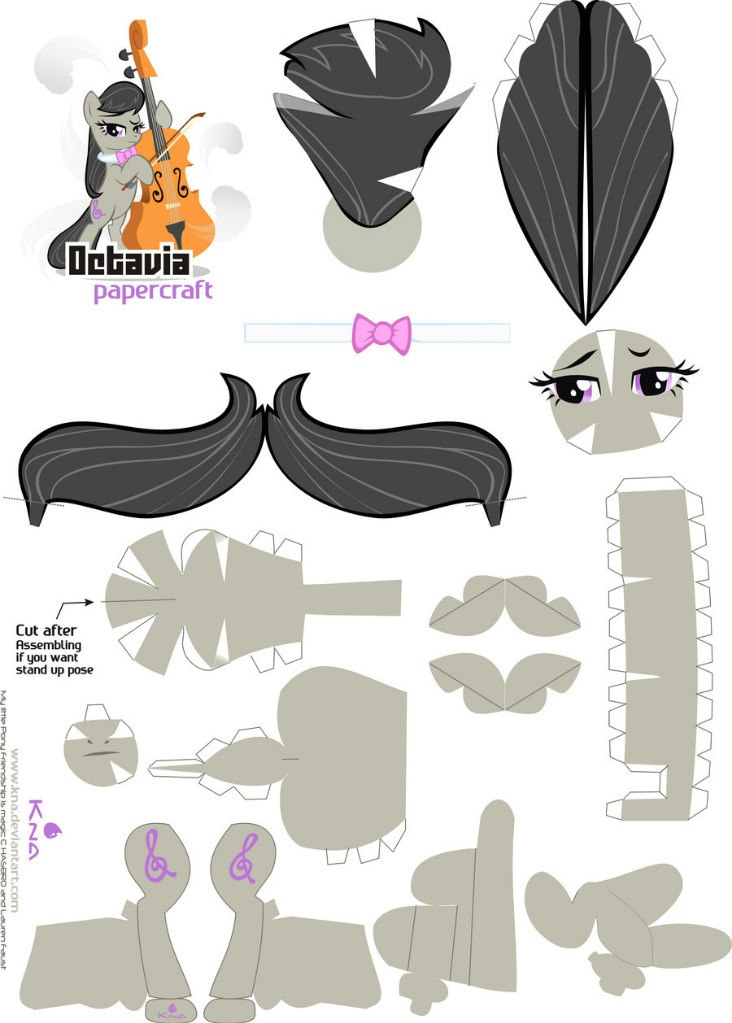 Octavia
papercraft
Cut after
Assembling
if you want
stand up pose
My little Pony Friendship is magic C HASBRO and Lauren Faust
www.kna.deviantart.com
KNA
KNA